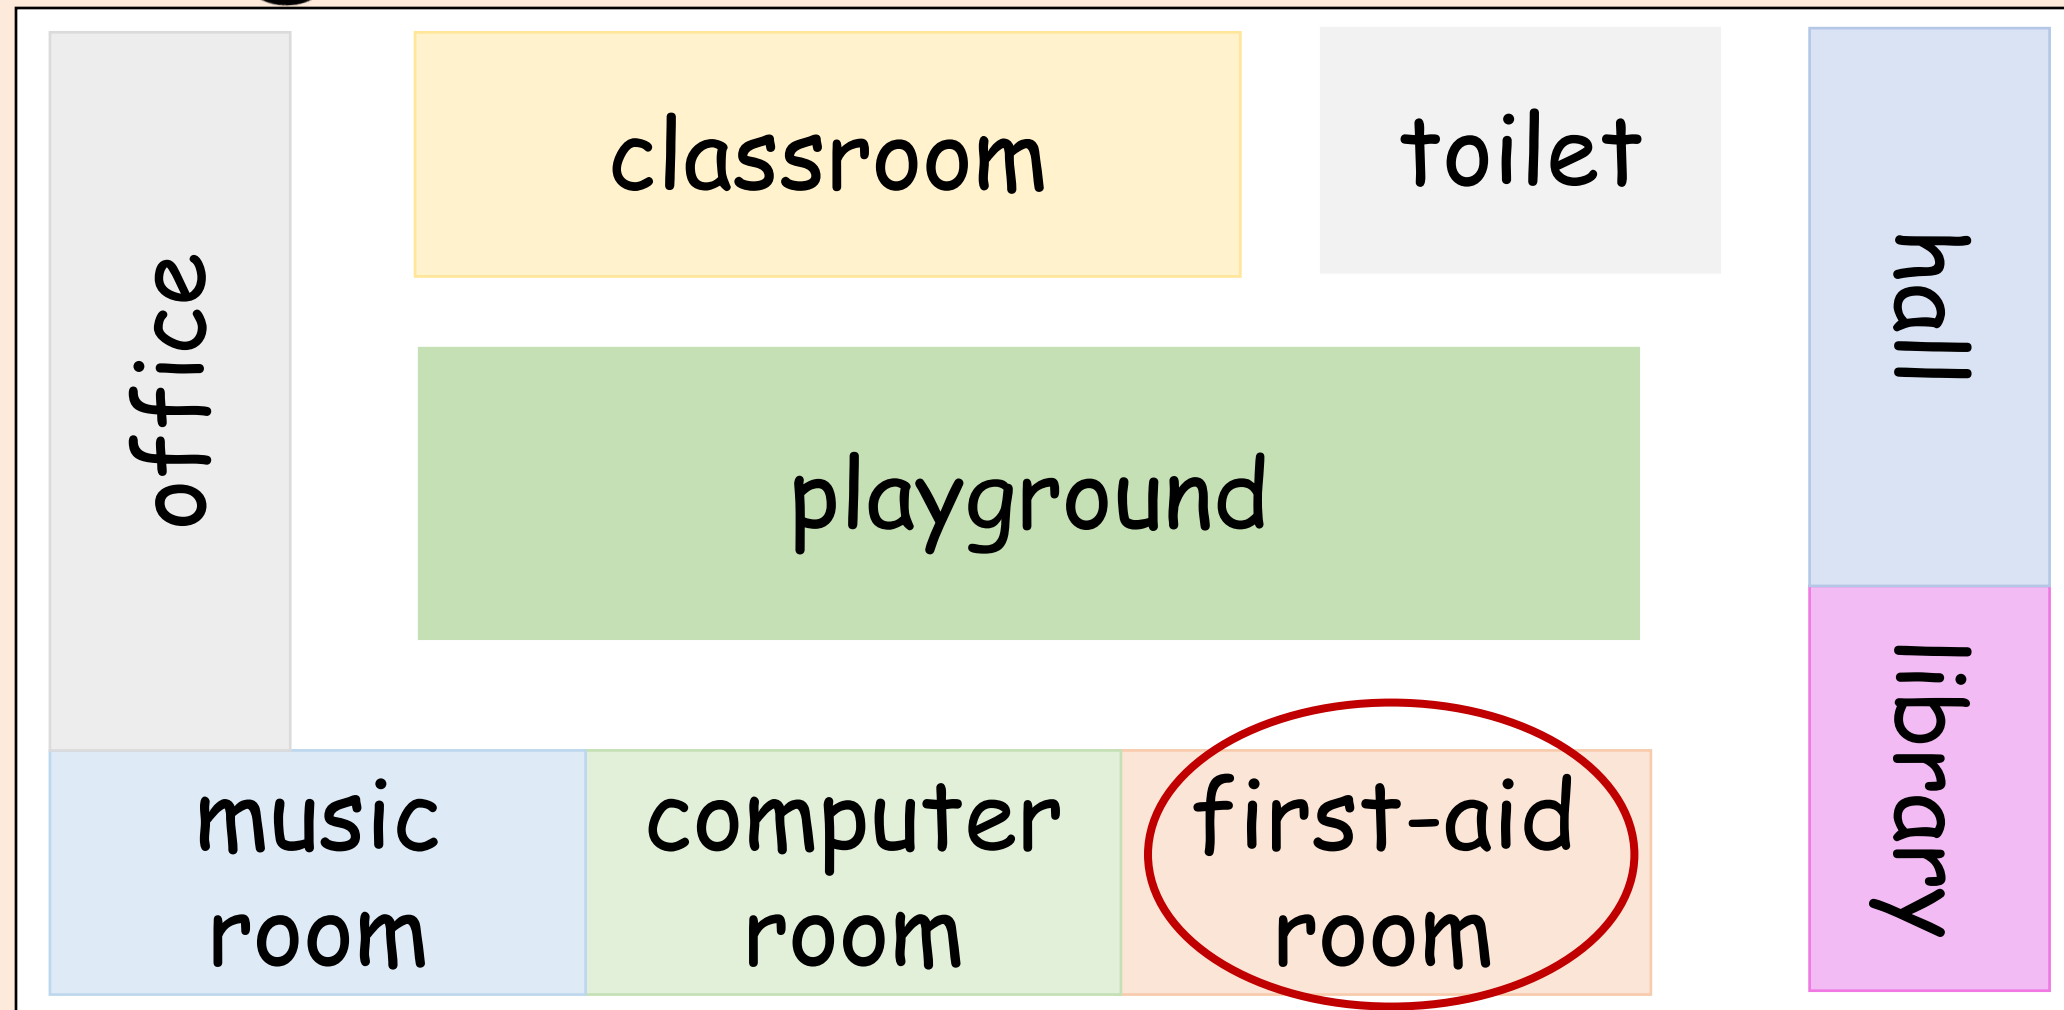 office
classroom
toilet
hall
playground
library
music
room
computer
room
first-aid
room